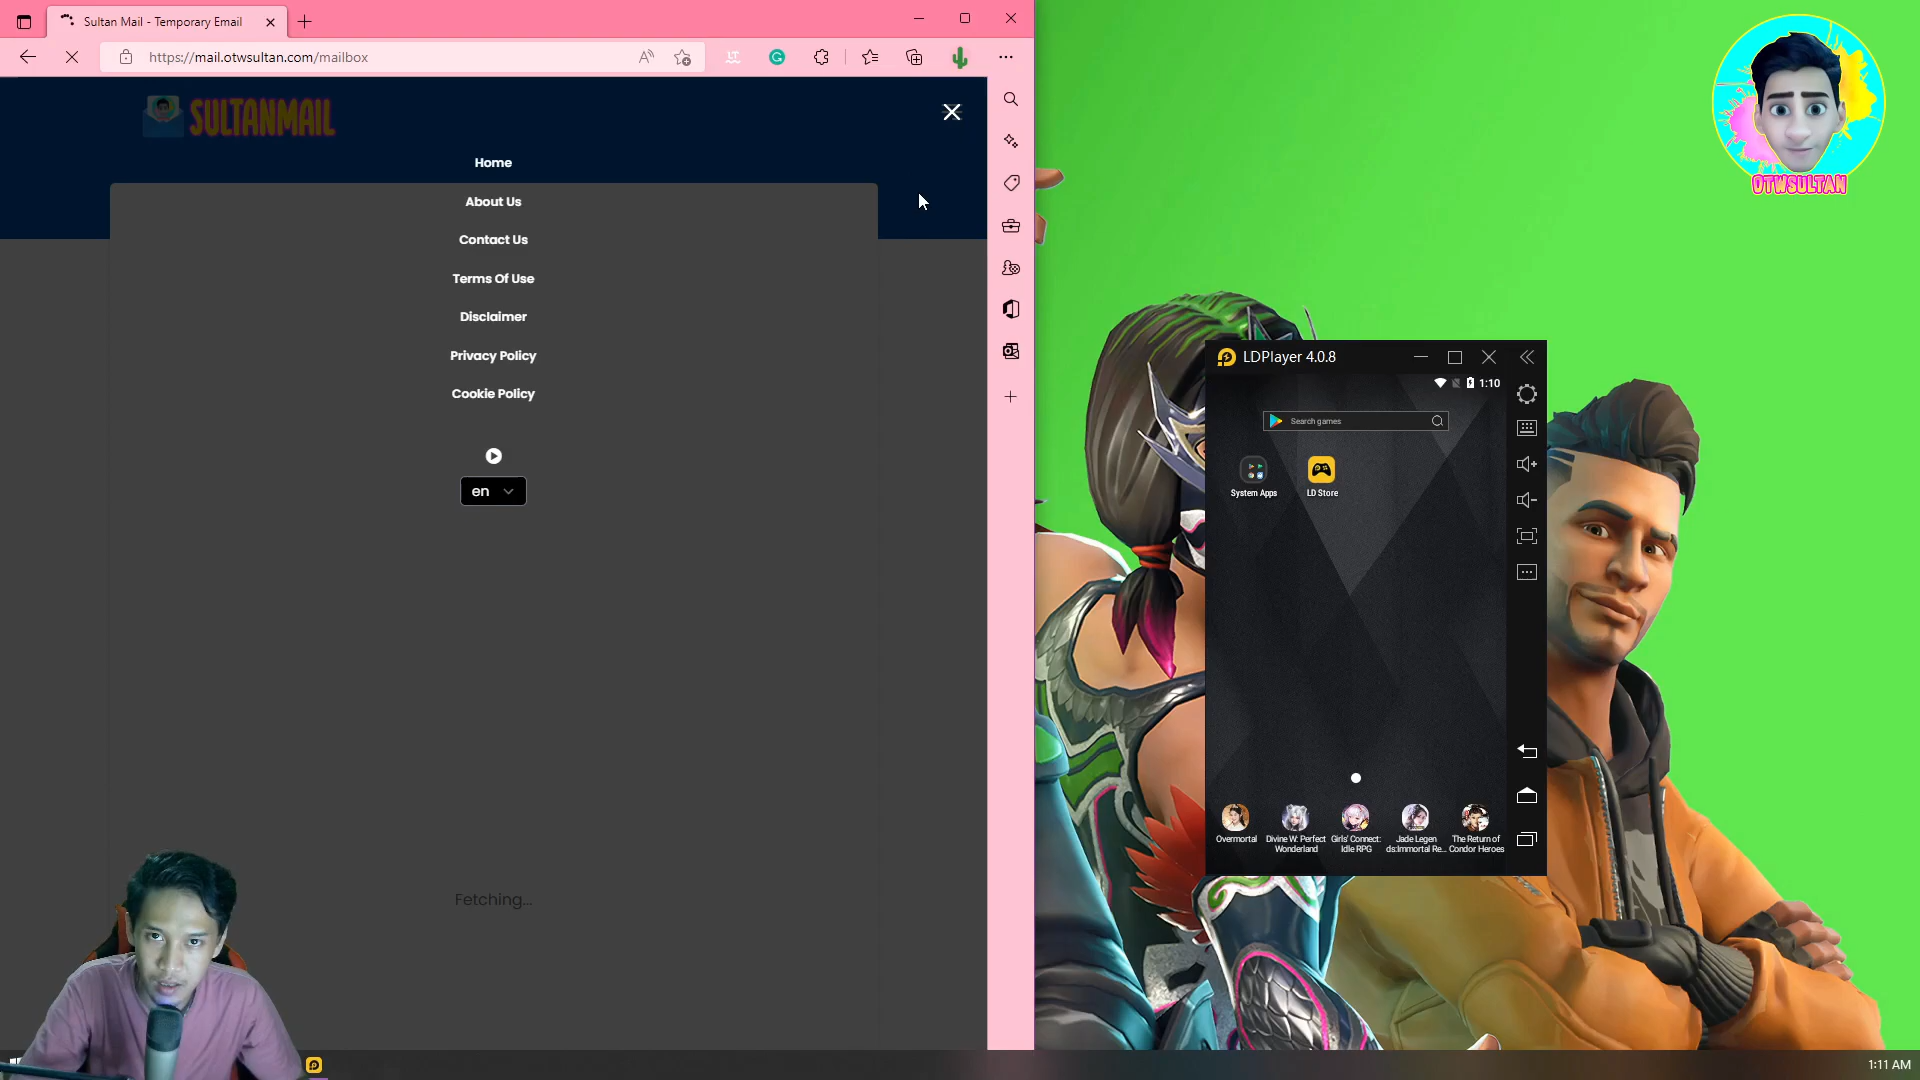 Sultan Mail - Temporary Email
https://mail.otwsultan.com/mailbox
SULTANMAIL
Home
About Us
Contact Us
Terms Of Use
Disclaimer
Privacy Policy
Cookie Policy
en
Fetching...
OTWSULTAN
LDPlayer 4.0.8
1:10
Search games
System Apps
LD Store
Overmortal
Divine W: Perfect
Wonderland
Girls' Connect:
Idle RPG
Jade Legen
ds:Immortal Re...
The Return of
Condor Heroes
1:11 AM